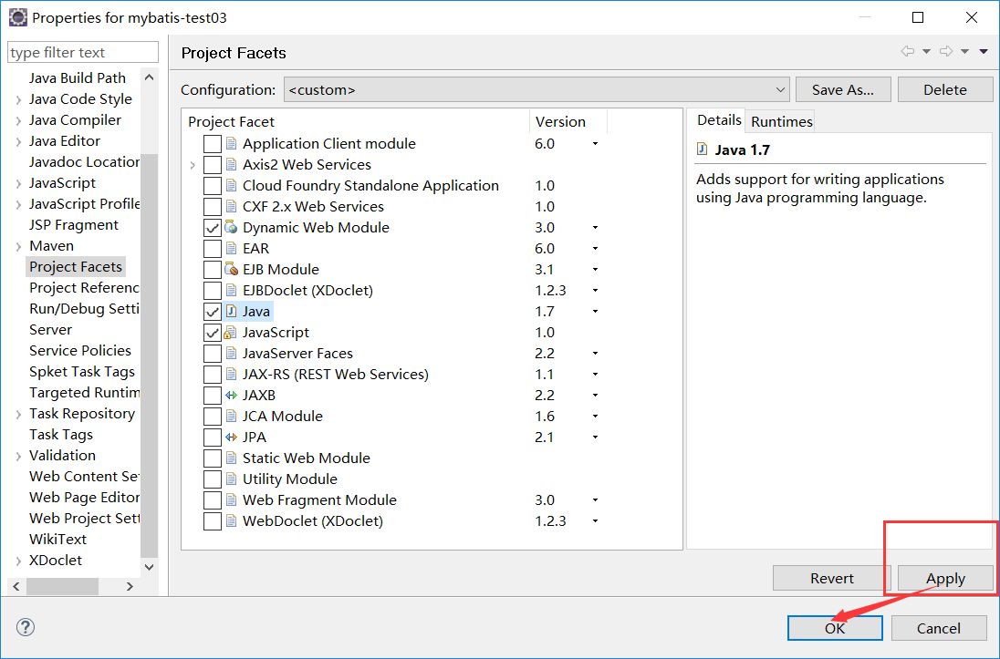 Properties for mybatis-test03
type filter text
Java Build Path
Java Code Style
Java Compiler
Java Editor
Javadoc Location
JavaScript
JavaScript Profile
JSP Fragment
Maven
Project Facets
Project Referenc
Run/Debug Setti
Server
Service Policies
Spket Task Tags
Targeted Runtim
Task Repository
Task Tags
Validation
Web Content Set
Web Page Editor
Web Project Sett
WikiText
XDoclet
Project Facets
Configuration: <custom> Save As... Delete
Project Facet Version
Application Client module 6.0
Axis2 Web Services
Cloud Foundry Standalone Application 1.0
CXF 2.x Web Services 1.0
Dynamic Web Module 3.0
EAR 6.0
EJB Module 3.1
EJBDoclet (XDoclet) 1.2.3
Java 1.7
JavaScript 1.0
JavaServer Faces 2.2
JAX-RS (REST Web Services) 1.1
JAXB 2.2
JCA Module 1.6
JPA 2.1
Static Web Module
Utility Module
Web Fragment Module 3.0
WebDoclet (XDoclet) 1.2.3
Details Runtimes
Java 1.7
Adds support for writing applications
using Java programming language.
Revert Apply
OK Cancel